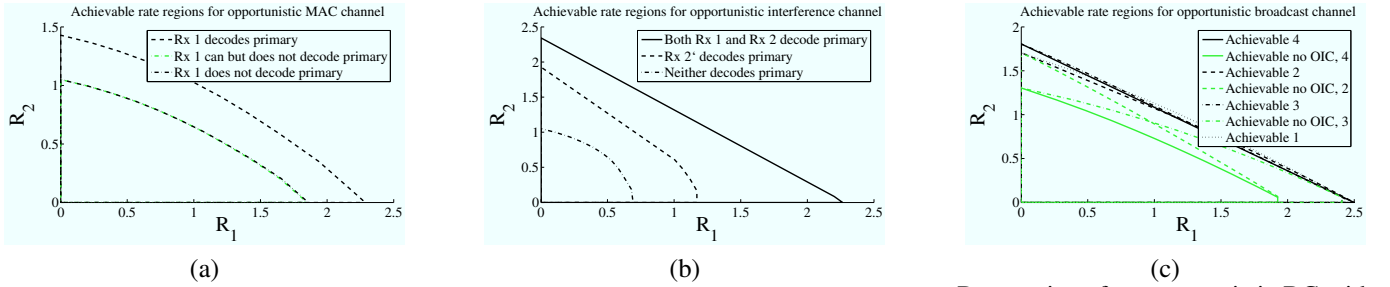 Achievable rate regions for opportunistic MAC channel
1.5
1
0.5
0
0
0.5
1
1.5
2
2.5
R2
R1
Rx 1 decodes primary
Rx 1 can but does not decode primary
Rx 1 does not decode primary
(a)
Achievable rate regions for opportunistic interference channel
2.5
2
1.5
1
0.5
0
0
0.5
1
1.5
2
2.5
R2
R1
Both Rx 1 and Rx 2 decode primary
Rx 2‘ decodes primary
Neither decodes primary
(b)
Achievable rate regions for opportunistic broadcast channel
2
1.5
1
0.5
0
0
0.5
1
1.5
2
2.5
R2
R1
Achievable 4
Achievable no OIC, 4
Achievable 2
Achievable no OIC, 2
Achievable 3
Achievable no OIC, 3
Achievable 1
(c)